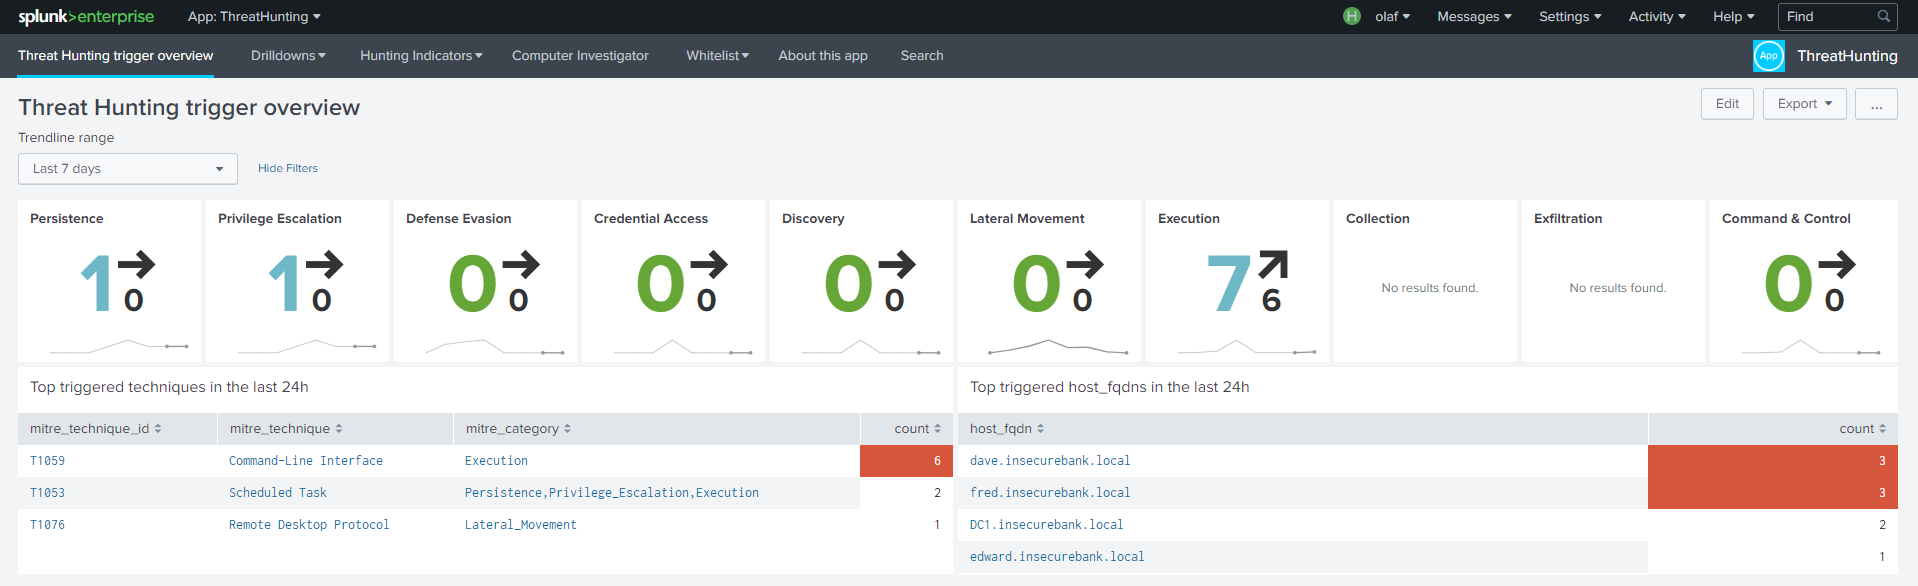 splunk>enterprise App: ThreatHunting H olaf Messages Settings Activity Help Find
Threat Hunting trigger overview Drilldowns Hunting Indicators Computer Investigator Whitelist About this app Search App ThreatHunting
Threat Hunting trigger overview Edit Export ...
Trendline range
Last 7 days Hide Filters
Persistence Privilege Escalation Defense Evasion Credential Access Discovery Lateral Movement Execution Collection Exfiltration Command & Control
1 0 1 0 0 0 0 0 0 0 0 0 7 6 No results found. No results found. 0 0
Top triggered techniques in the last 24h
mitre_technique_id mitre_technique mitre_category count
T1059 Command-Line Interface Execution 6
T1053 Scheduled Task Persistence,Privilege_Escalation,Execution 2
T1076 Remote Desktop Protocol Lateral_Movement 1
Top triggered host_fqdns in the last 24h
host_fqdn count
dave.insecurebank.local 3
fred.insecurebank.local 3
DC1.insecurebank.local 2
edward.insecurebank.local 1